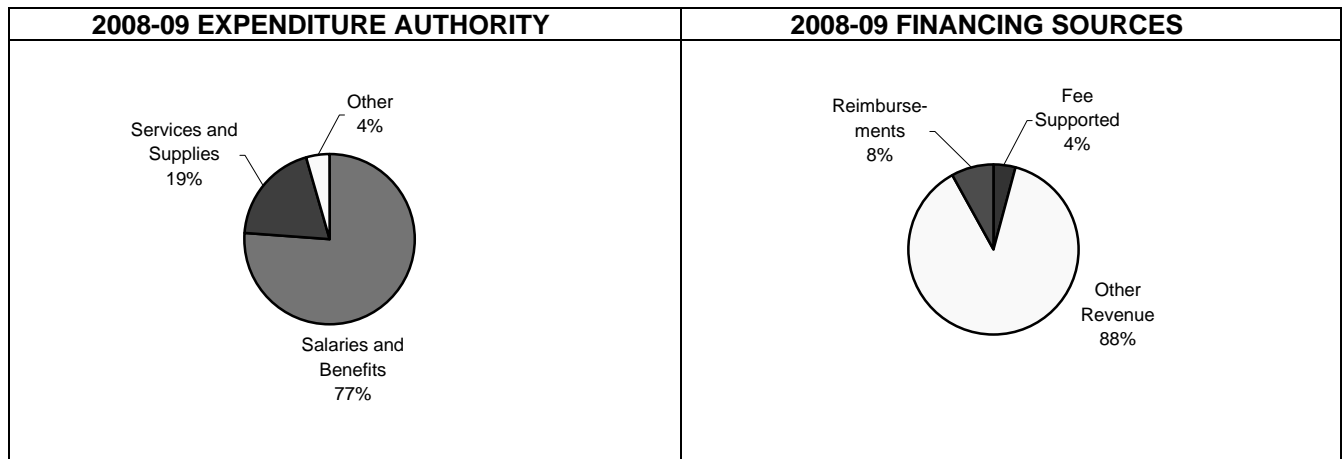 2008-09 EXPENDITURE AUTHORITY
Other
4%
Services and
Supplies
19%
Salaries and
Benefits
77%
2008-09 FINANCING SOURCES
Reimburse-
ments
8%
Fee
Supported
4%
Other
Revenue
88%